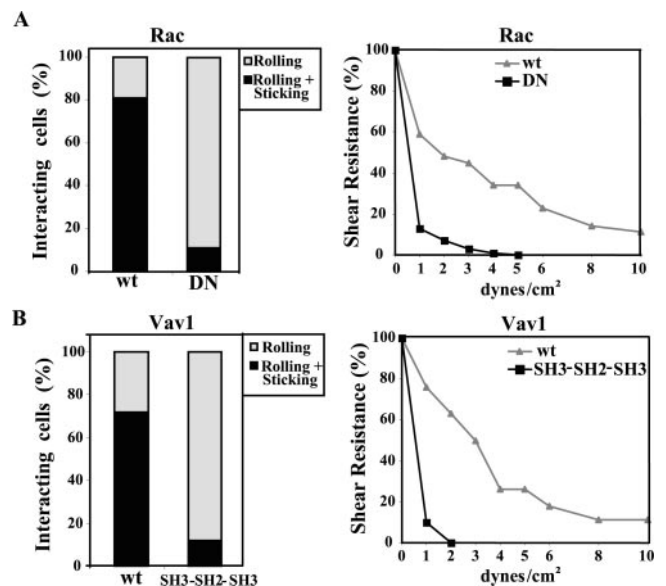 A
Rac
Interacting cells (%)
100
80
60
40
20
0
wt
DN
Rolling
Rolling +
Sticking
Rac
Shear Resistance (%)
100
80
60
40
20
0
wt
DN
0 1 2 3 4 5 6 8 10
dynes/cm²
B
Vav1
Interacting cells (%)
100
80
60
40
20
0
wt
SH3-SH2-SH3
Rolling
Rolling +
Sticking
Vav1
Shear Resistance (%)
100
80
60
40
20
0
wt
SH3-SH2-SH3
0 1 2 3 4 5 6 8 10
dynes/cm²